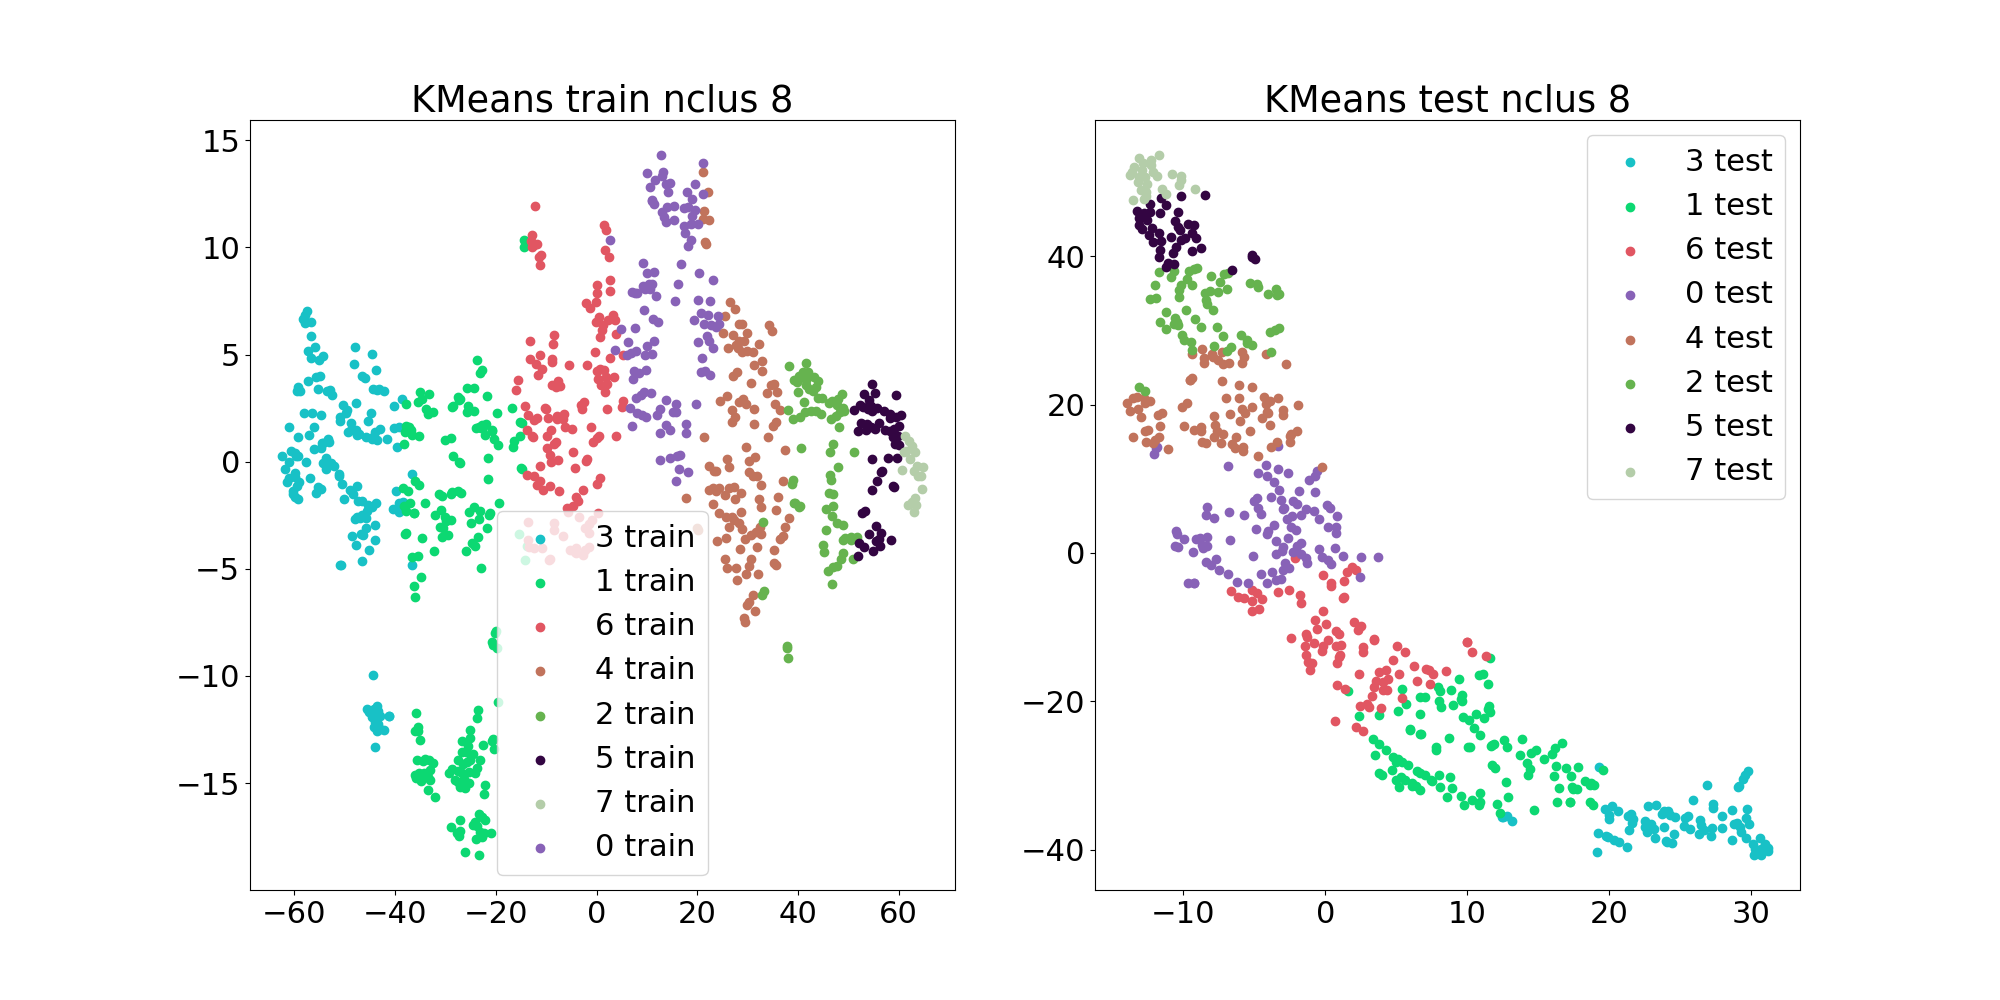 KMeans train nclus 8
15
10
5
0
−5
−10
−15
−60 −40 −20 0 20 40 60
3 train
1 train
6 train
4 train
2 train
5 train
7 train
0 train
KMeans test nclus 8
40
20
0
−20
−40
−10 0 10 20 30
3 test
1 test
6 test
0 test
4 test
2 test
5 test
7 test